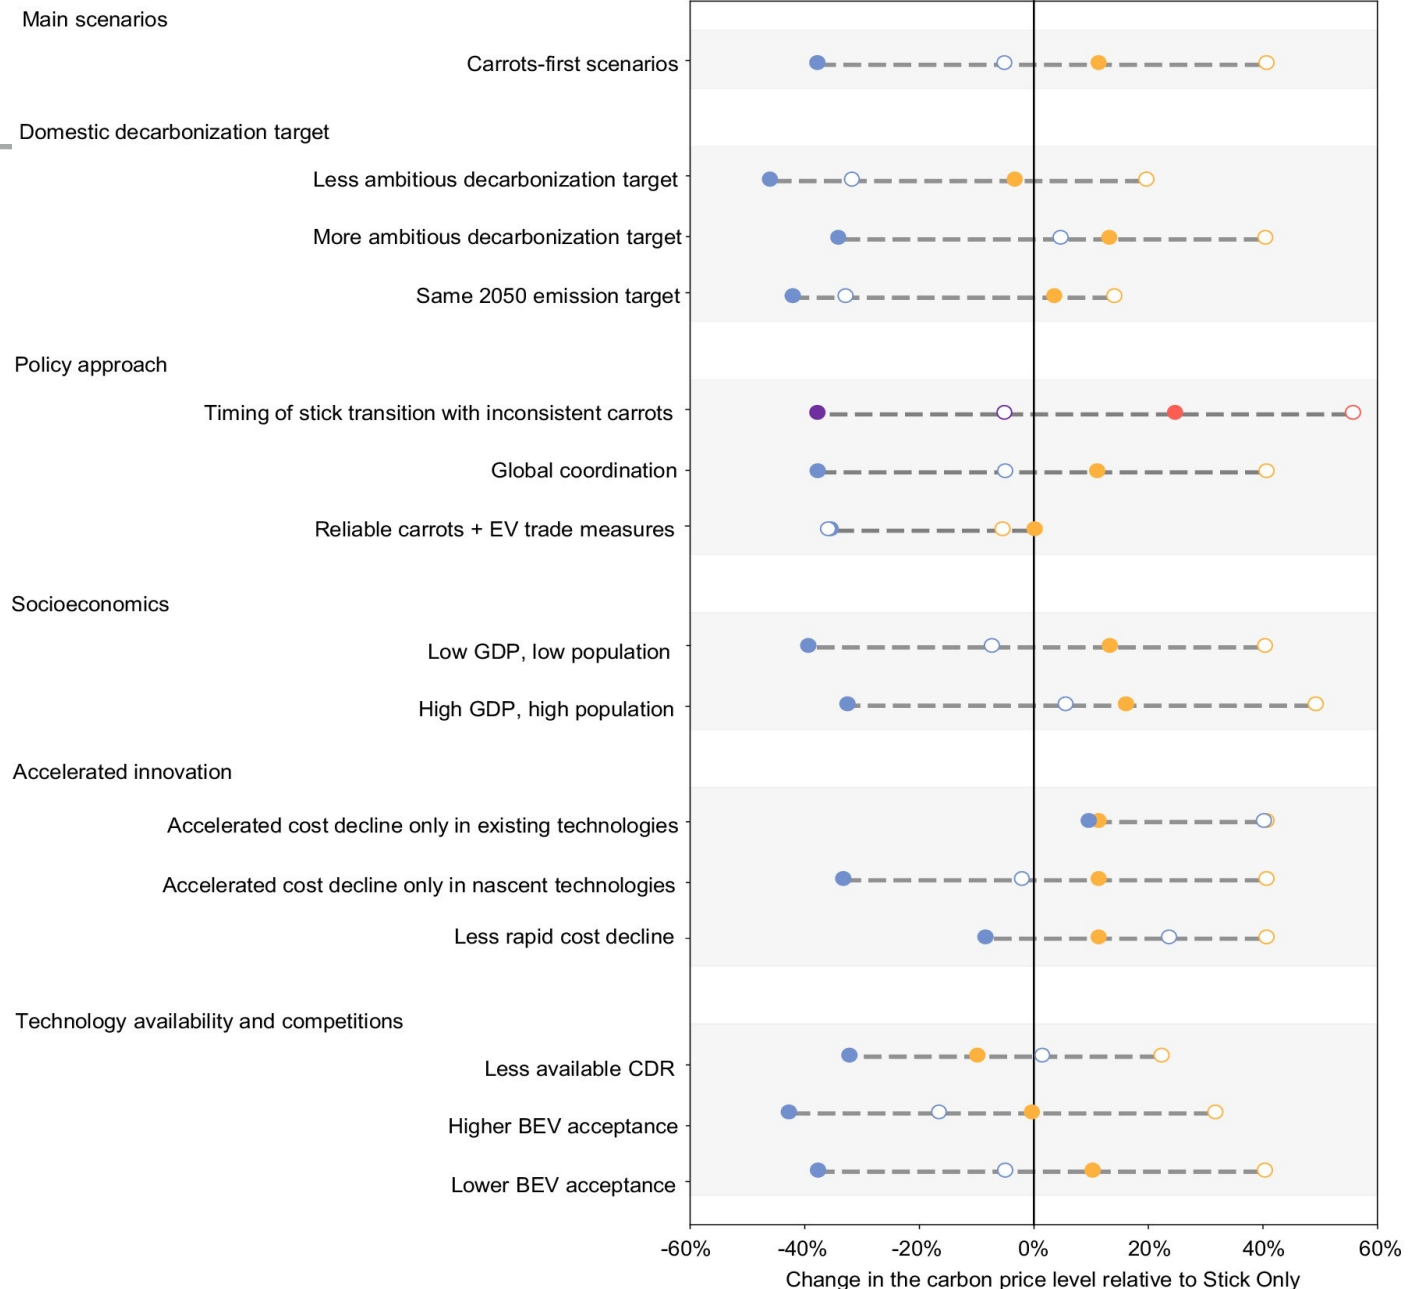 Main scenarios
Carrots-first scenarios
Domestic decarbonization target
Less ambitious decarbonization target
More ambitious decarbonization target
Same 2050 emission target
Policy approach
Timing of stick transition with inconsistent carrots
Global coordination
Reliable carrots + EV trade measures
Socioeconomics
Low GDP, low population
High GDP, high population
Accelerated innovation
Accelerated cost decline only in existing technologies
Accelerated cost decline only in nascent technologies
Less rapid cost decline
Technology availability and competitions
Less available CDR
Higher BEV acceptance
Lower BEV acceptance
-60% -40% -20% 0% 20% 40% 60%
Change in the carbon price level relative to Stick Only